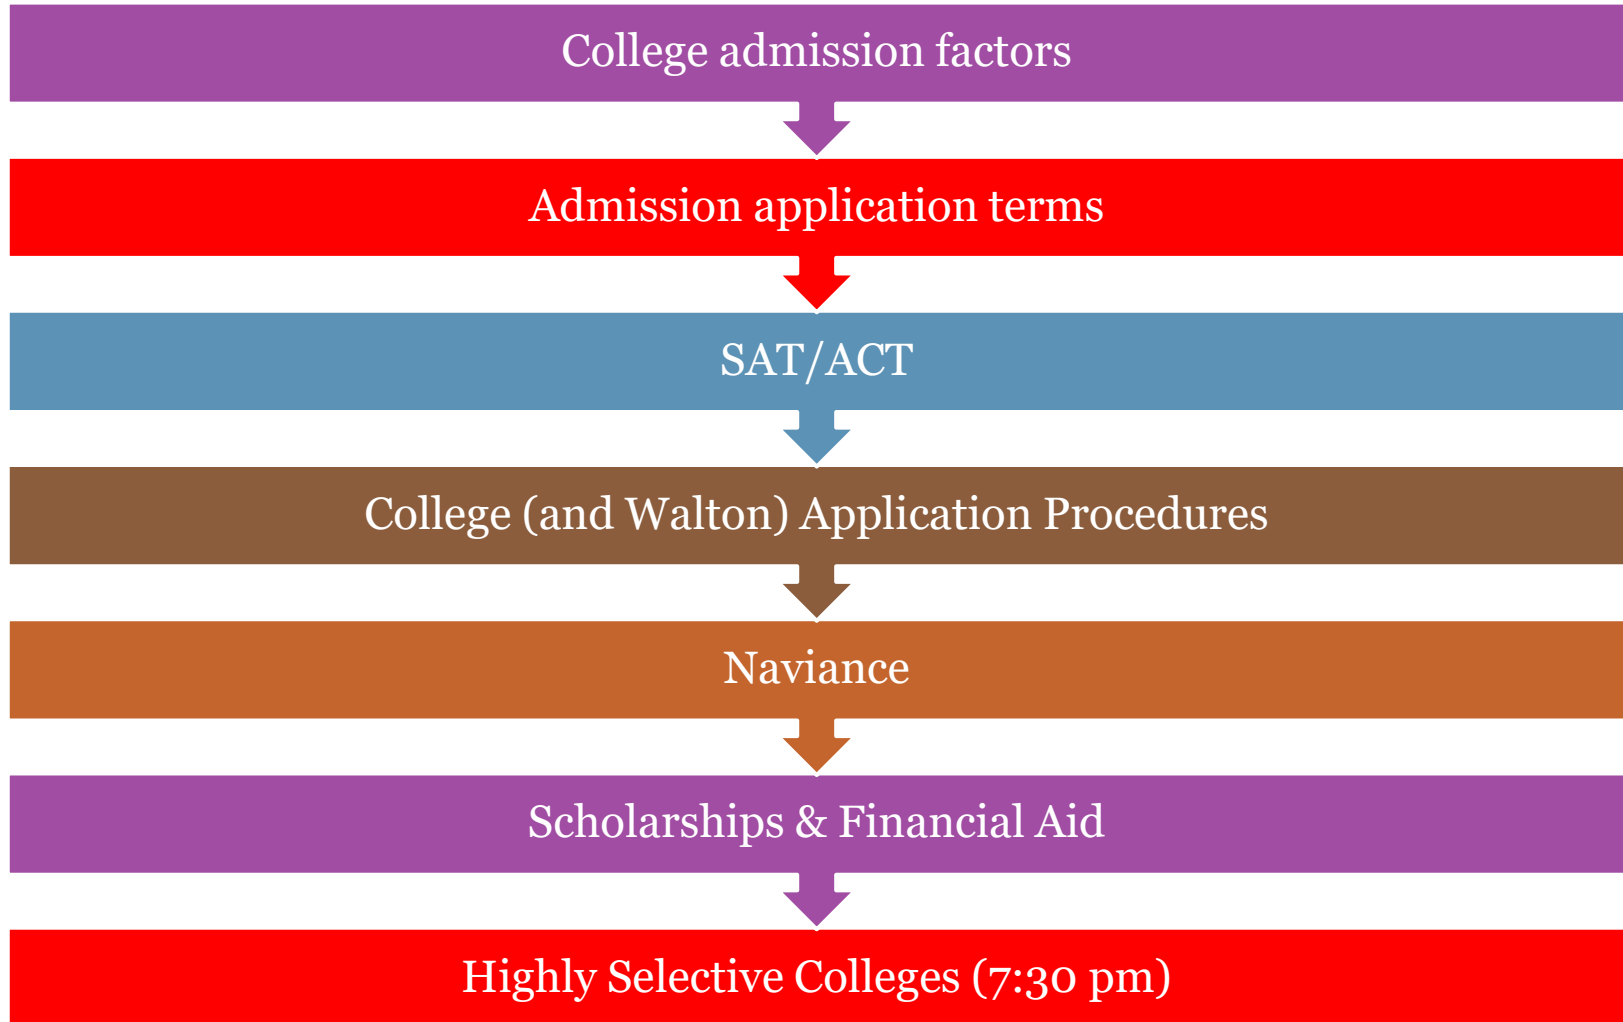 College admission factors
Admission application terms
SAT/ACT
College (and Walton) Application Procedures
Naviance
Scholarships & Financial Aid
Highly Selective Colleges (7:30 pm)